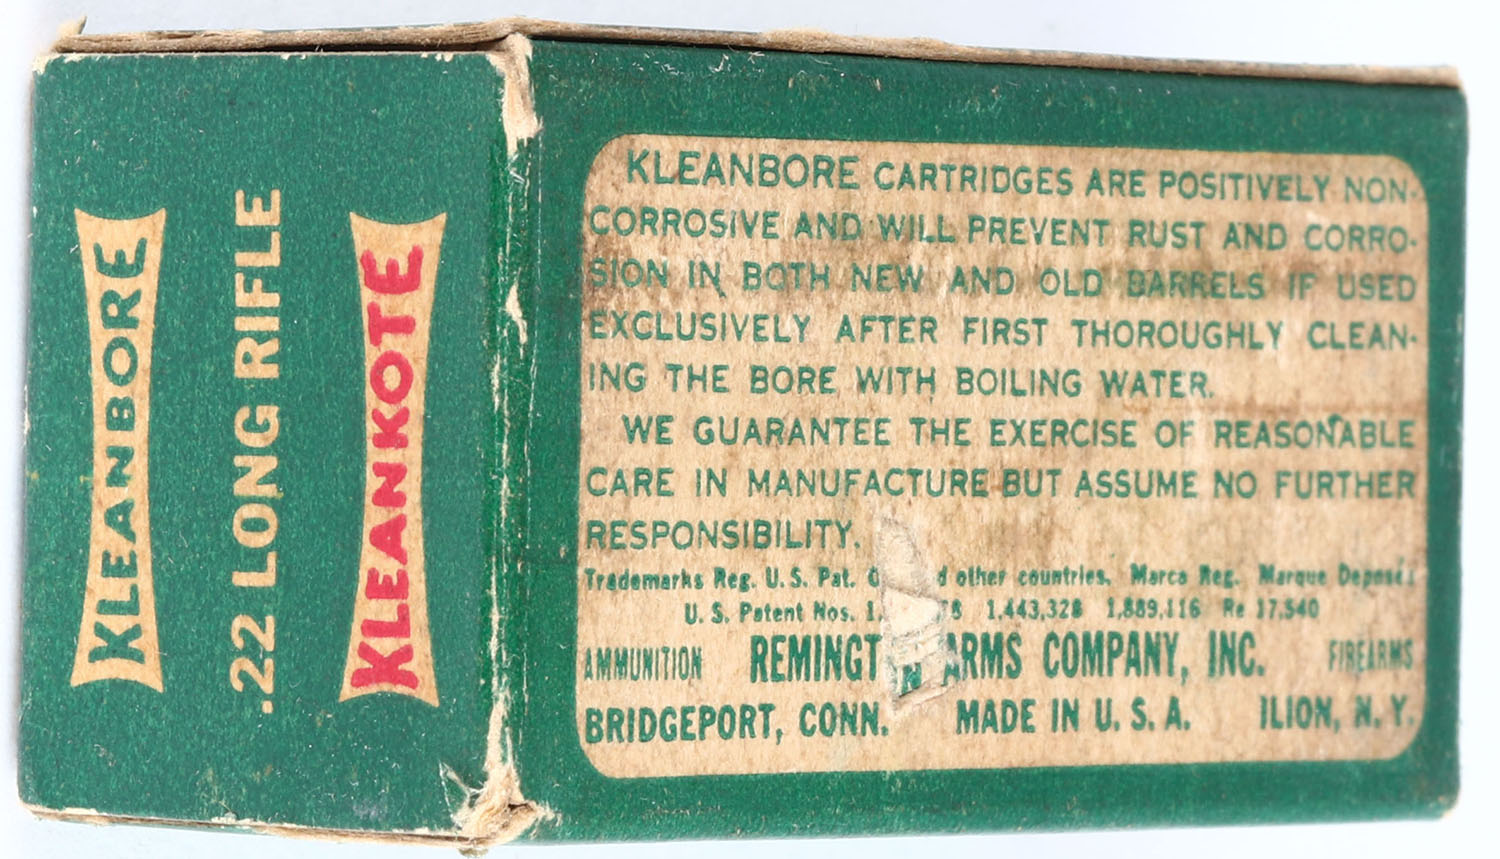 KLEANBORE
.22 LONG RIFLE
KLEANKOTE
KLEANBORE CARTRIDGES ARE POSITIVELY NON-
CORROSIVE AND WILL PREVENT RUST AND CORRO-
SION IN BOTH NEW AND OLD BARRELS IF USED
EXCLUSIVELY AFTER FIRST THOROUGHLY CLEAN-
ING THE BORE WITH BOILING WATER.
WE GUARANTEE THE EXERCISE OF REASONABLE
CARE IN MANUFACTURE BUT ASSUME NO FURTHER
RESPONSIBILITY.
Trademarks Reg. U.S. Pat. other countries. Marca Reg. Marque Deposée
U.S. Patent Nos. 1,443,328 1,889,116 Re 17,540
AMMUNITION REMINGT ARMS COMPANY, INC. FIREARMS
BRIDGEPORT, CONN. MADE IN U. S. A. ILION, N. Y.